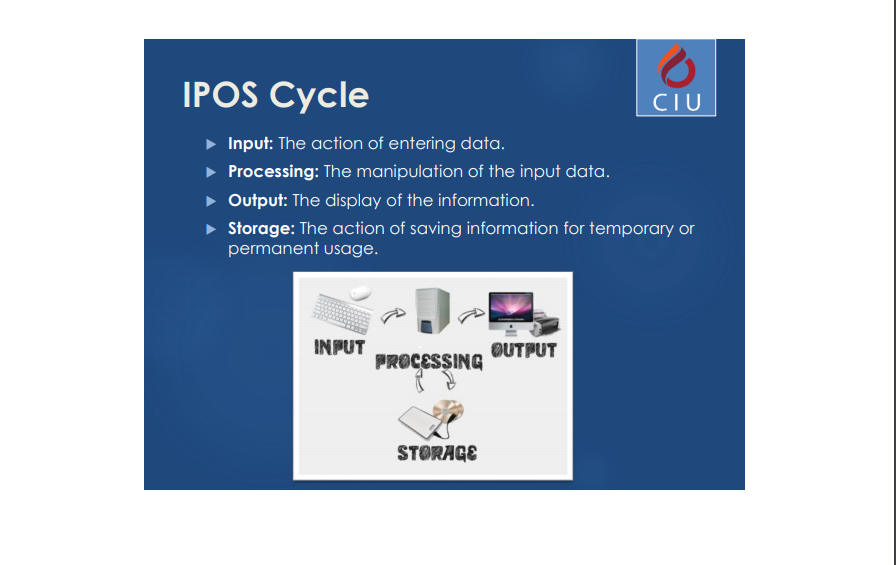 IPOS Cycle
CIU
Input: The action of entering data.
Processing: The manipulation of the input data.
Output: The display of the information.
Storage: The action of saving information for temporary or
permanent usage.
INPUT
PROCESSING
OUTPUT
STORAGE